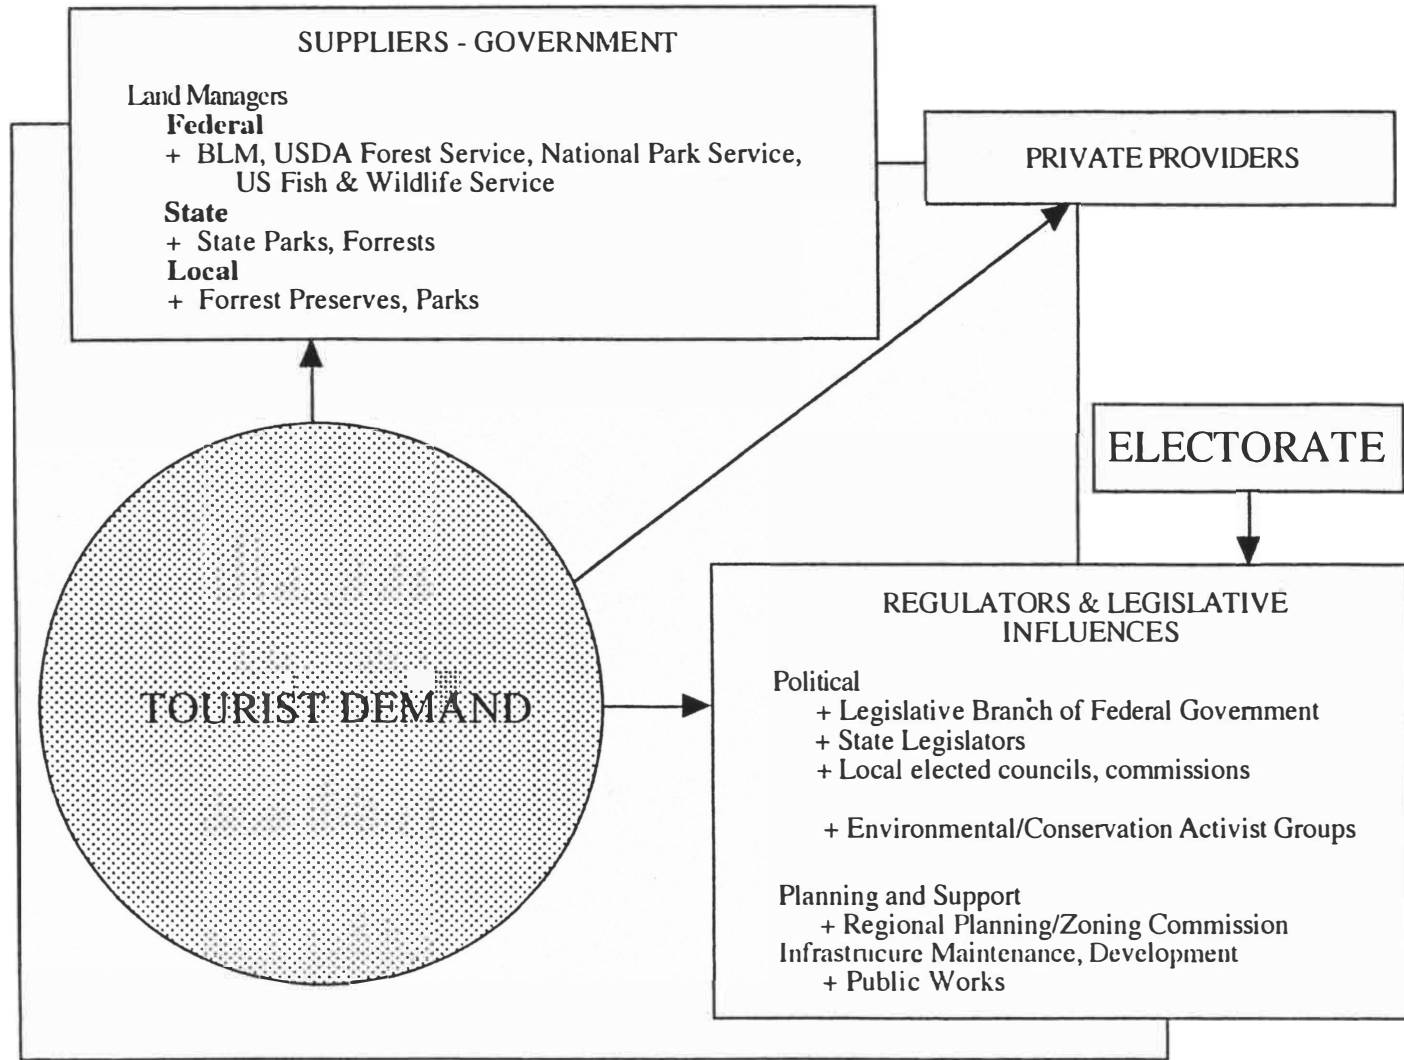 SUPPLIERS - GOVERNMENT
Land Managers
Federal
+ BLM, USDA Forest Service, National Park Service,
US Fish & Wildlife Service
State
+ State Parks, Forrests
Local
+ Forrest Preserves, Parks
PRIVATE PROVIDERS
ELECTORATE
TOURIST DEMAND
REGULATORS & LEGISLATIVE
INFLUENCES
Political
+ Legislative Branch of Federal Government
+ State Legislators
+ Local elected councils, commissions
+ Environmental/Conservation Activist Groups
Planning and Support
+ Regional Planning/Zoning Commission
Infrastrucure Maintenance, Development
+ Public Works